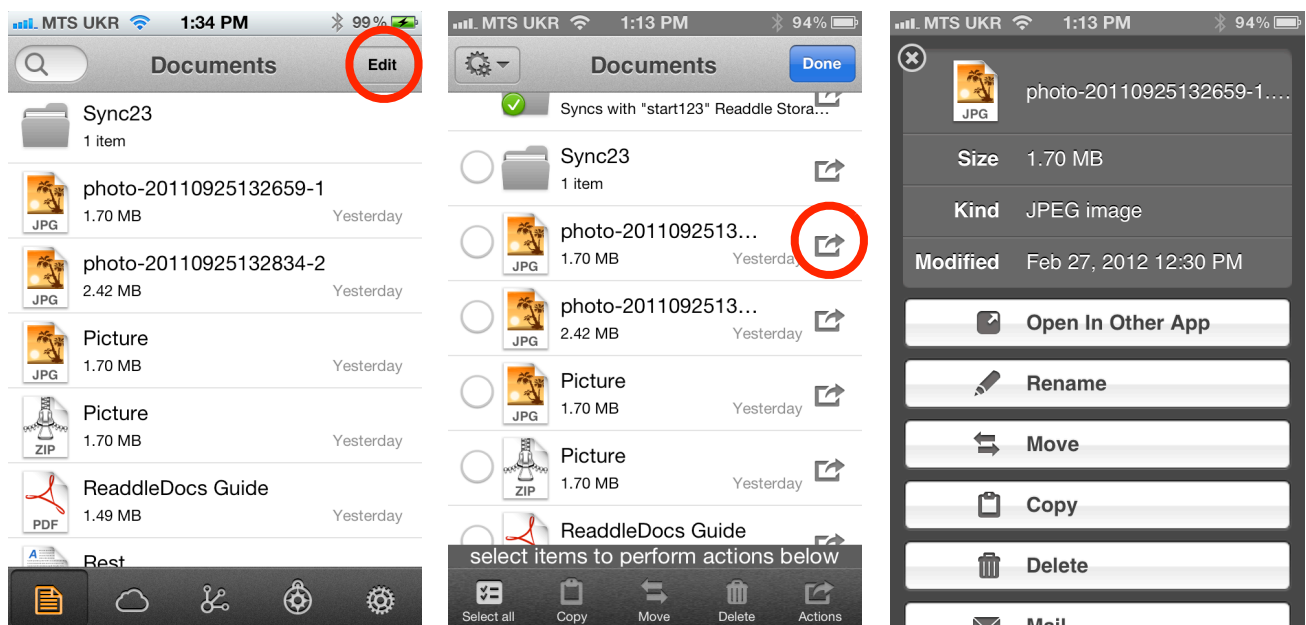 MTS UKR 1:34 PM 99%
Documents Edit
Sync23
1 item
photo-20110925132659-1
1.70 MB Yesterday
JPG
photo-20110925132834-2
2.42 MB Yesterday
JPG
Picture
1.70 MB Yesterday
JPG
Picture
1.70 MB Yesterday
ZIP
ReaddleDocs Guide
1.49 MB Yesterday
PDF
A
Rest
MTS UKR 1:13 PM 94%
Documents Done
Syncs with "start123" Readdle Stora...
Sync23
1 item
photo-2011092513...
1.70 MB Yesterday
JPG
photo-2011092513...
2.42 MB Yesterday
JPG
Picture
1.70 MB Yesterday
JPG
Picture
1.70 MB Yesterday
ZIP
ReaddleDocs Guide
select items to perform actions below
Select all Copy Move Delete Actions
MTS UKR 1:13 PM 94%
photo-20110925132659-1....
JPG
Size 1.70 MB
Kind JPEG image
Modified Feb 27, 2012 12:30 PM
Open In Other App
Rename
Move
Copy
Delete
Mail